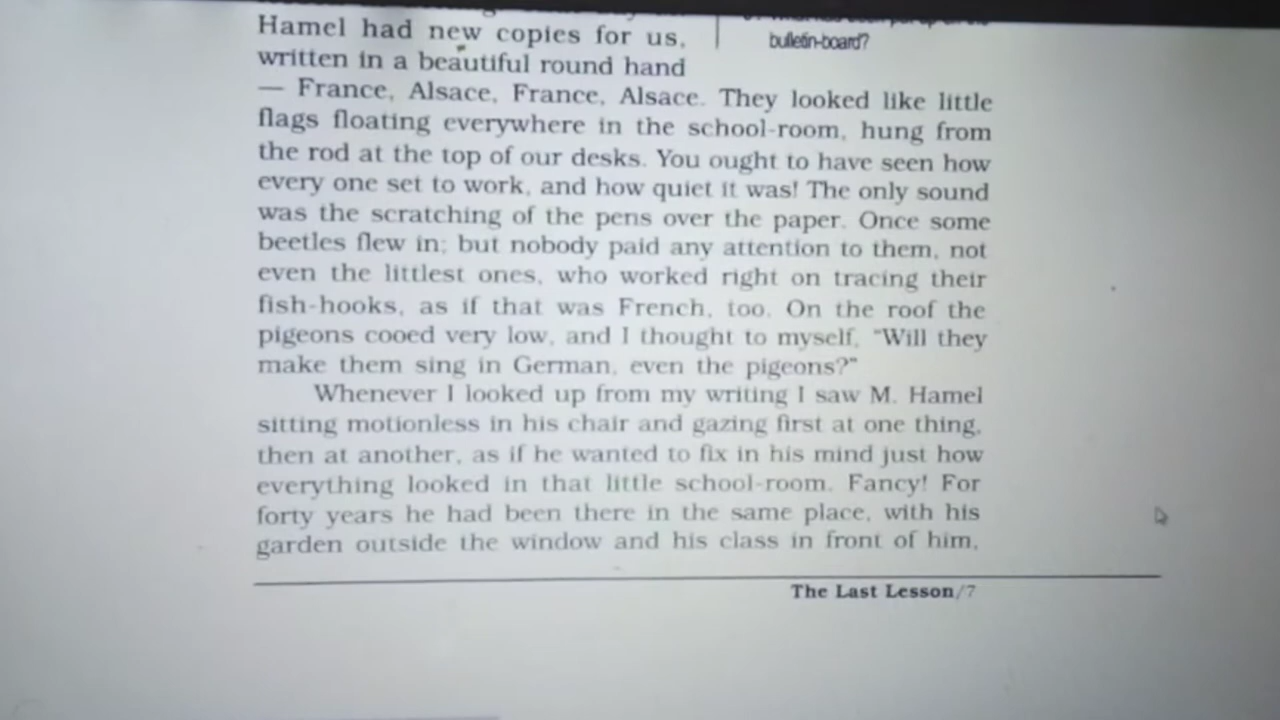 Hamel had new copies for us,
bulletin-board?
written in a beautiful round hand
— France, Alsace, France, Alsace. They looked like little
flags floating everywhere in the school-room, hung from
the rod at the top of our desks. You ought to have seen how
every one set to work, and how quiet it was! The only sound
was the scratching of the pens over the paper. Once some
beetles flew in; but nobody paid any attention to them, not
even the littlest ones, who worked right on tracing their
fish-hooks, as if that was French, too. On the roof the
pigeons cooed very low, and I thought to myself, “Will they
make them sing in German, even the pigeons?”
Whenever I looked up from my writing I saw M. Hamel
sitting motionless in his chair and gazing first at one thing,
then at another, as if he wanted to fix in his mind just how
everything looked in that little school-room. Fancy! For
forty years he had been there in the same place, with his
garden outside the window and his class in front of him,
The Last Lesson/7